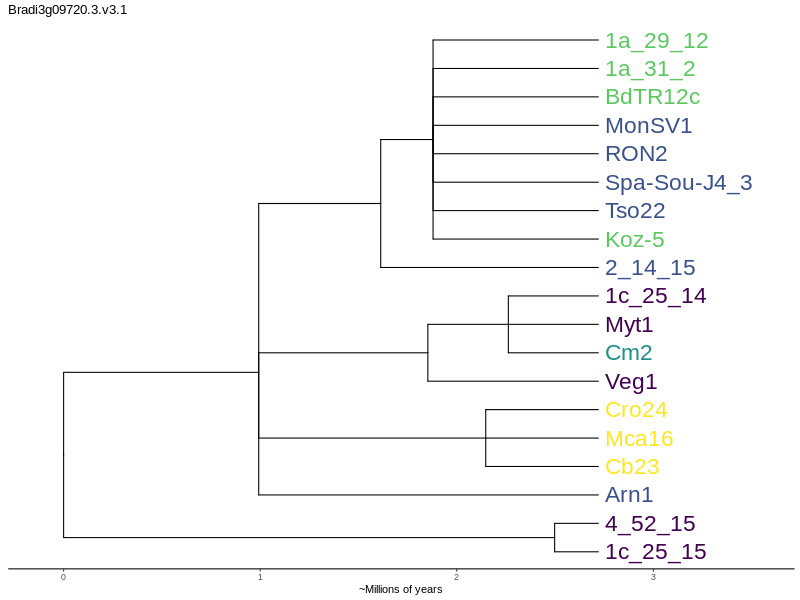 Bradi3g09720.3.v3.1
1a_29_12
1a_31_2
BdTR12c
MonSV1
RON2
Spa-Sou-J4_3
Tso22
Koz-5
2_14_15
1c_25_14
Myt1
Cm2
Veg1
Cro24
Mca16
Cb23
Arn1
4_52_15
1c_25_15
0 1 2 3
~Millions of years